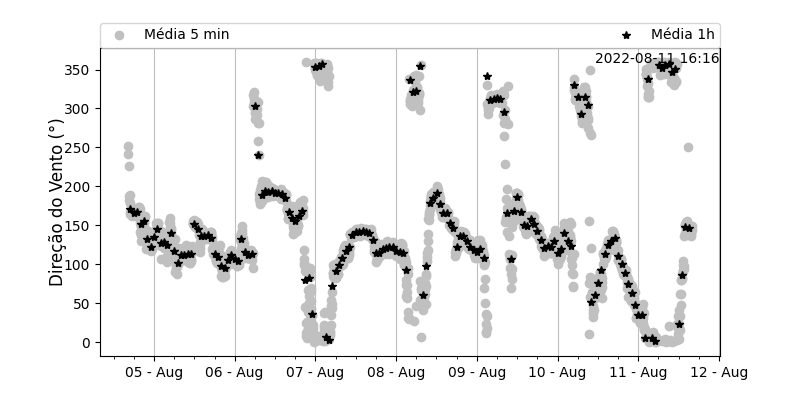 Média 5 min
Média 1h
2022-08-11 16:16
Direção do Vento (°)
350
300
250
200
150
100
50
0
05 - Aug
06 - Aug
07 - Aug
08 - Aug
09 - Aug
10 - Aug
11 - Aug
12 - Aug